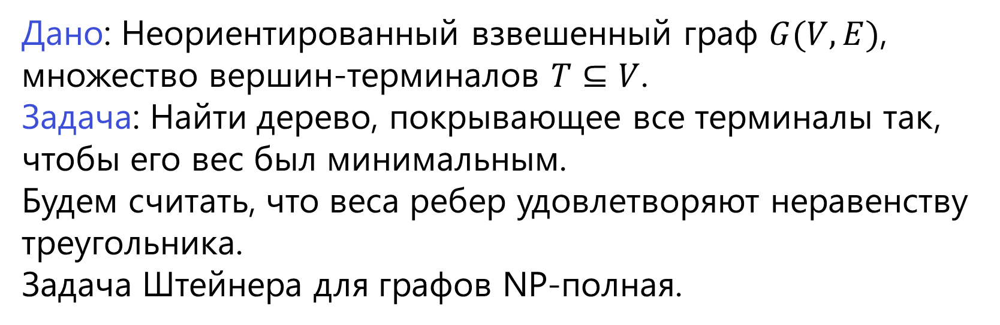 Дано: Неориентированный взвешенный граф G(V, E),
множество вершин-терминалов T ⊆ V.
Задача: Найти дерево, покрывающее все терминалы так,
чтобы его вес был минимальным.
Будем считать, что веса ребер удовлетворяют неравенству
треугольника.
Задача Штейнера для графов NP-полная.